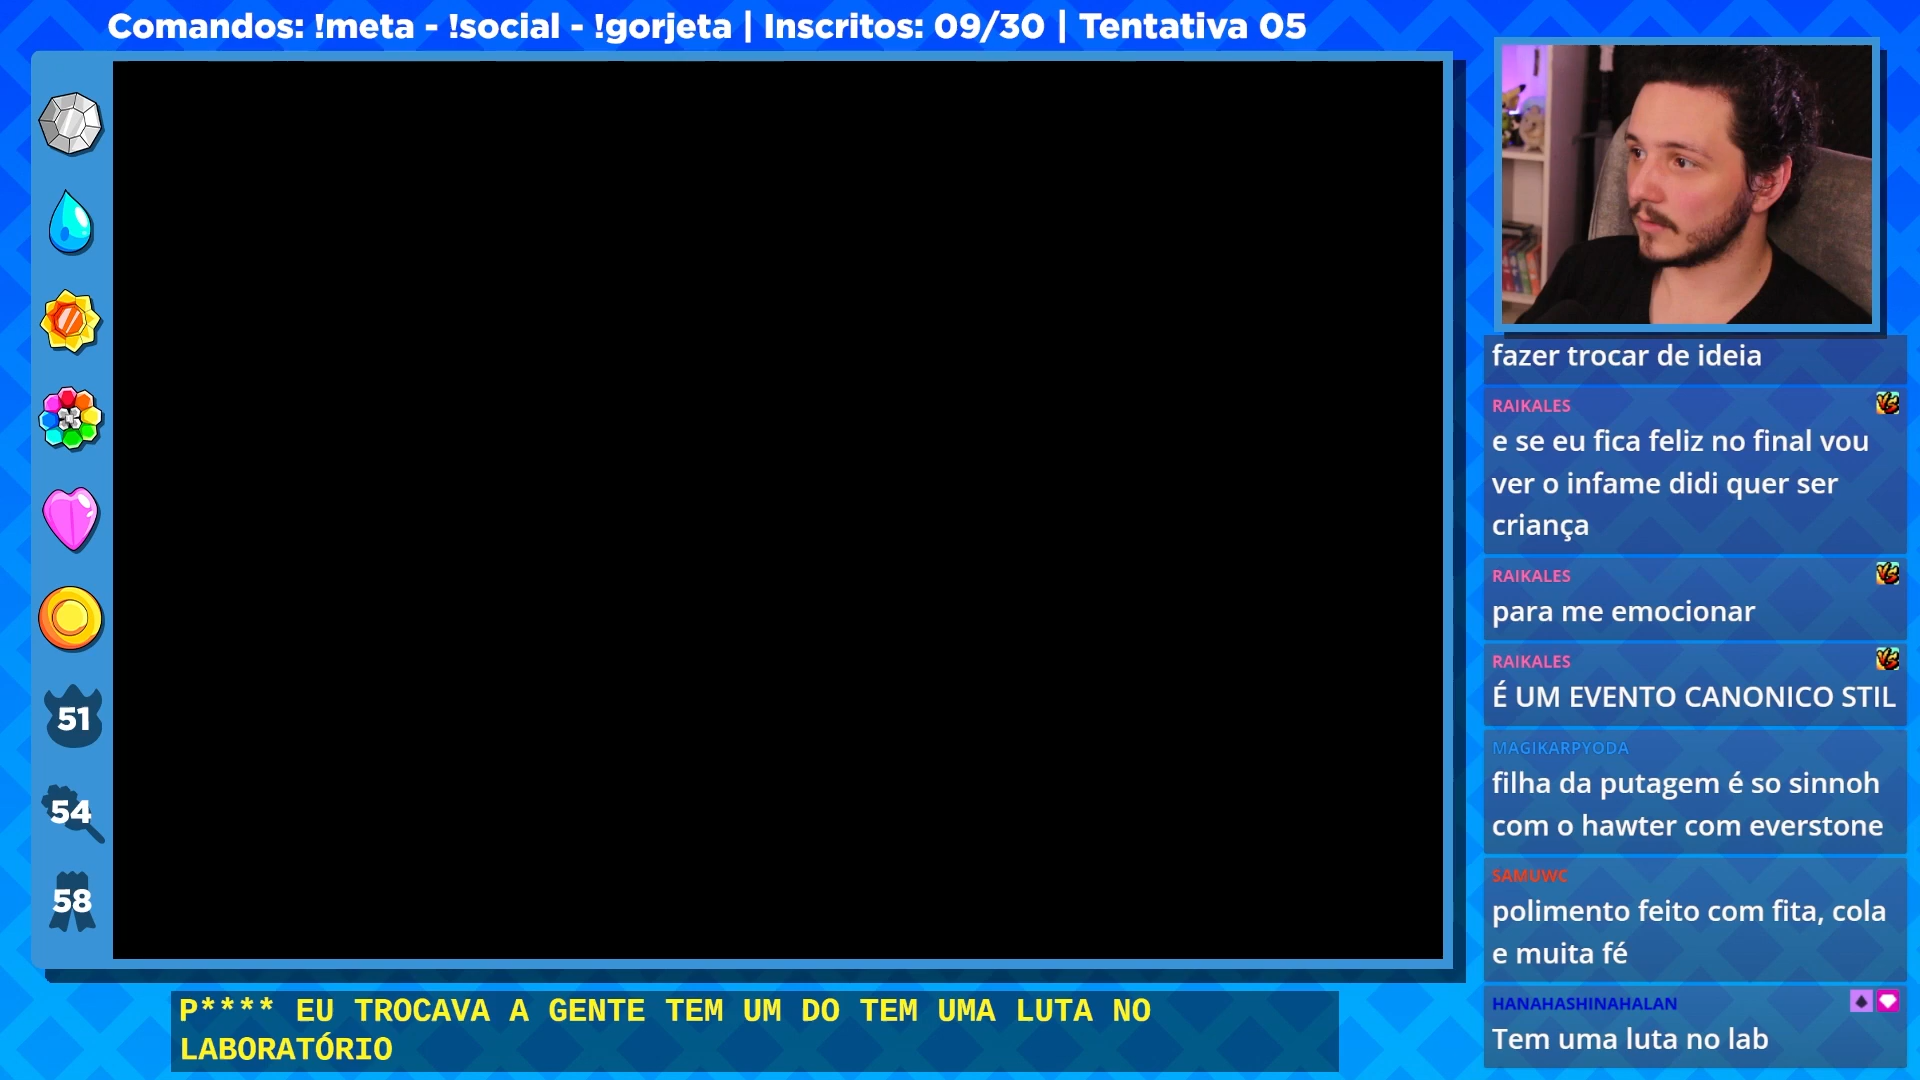 Comandos: !meta - !social - !gorjeta | Inscritos: 09/30 | Tentativa 05
51
54
58
fazer trocar de ideia
RAIKALES
e se eu fica feliz no final vou
ver o infame didi quer ser
criança
RAIKALES
para me emocionar
RAIKALES
É UM EVENTO CANONICO STIL
MAGIKARPYODA
filha da putagem é so sinnoh
com o hawter com everstone
SAMUWC
polimento feito com fita, cola
e muita fé
HANAHASHINAHALAN
Tem uma luta no lab
P**** EU TROCAVA A GENTE TEM UM DO TEM UMA LUTA NO
LABORATÓRIO